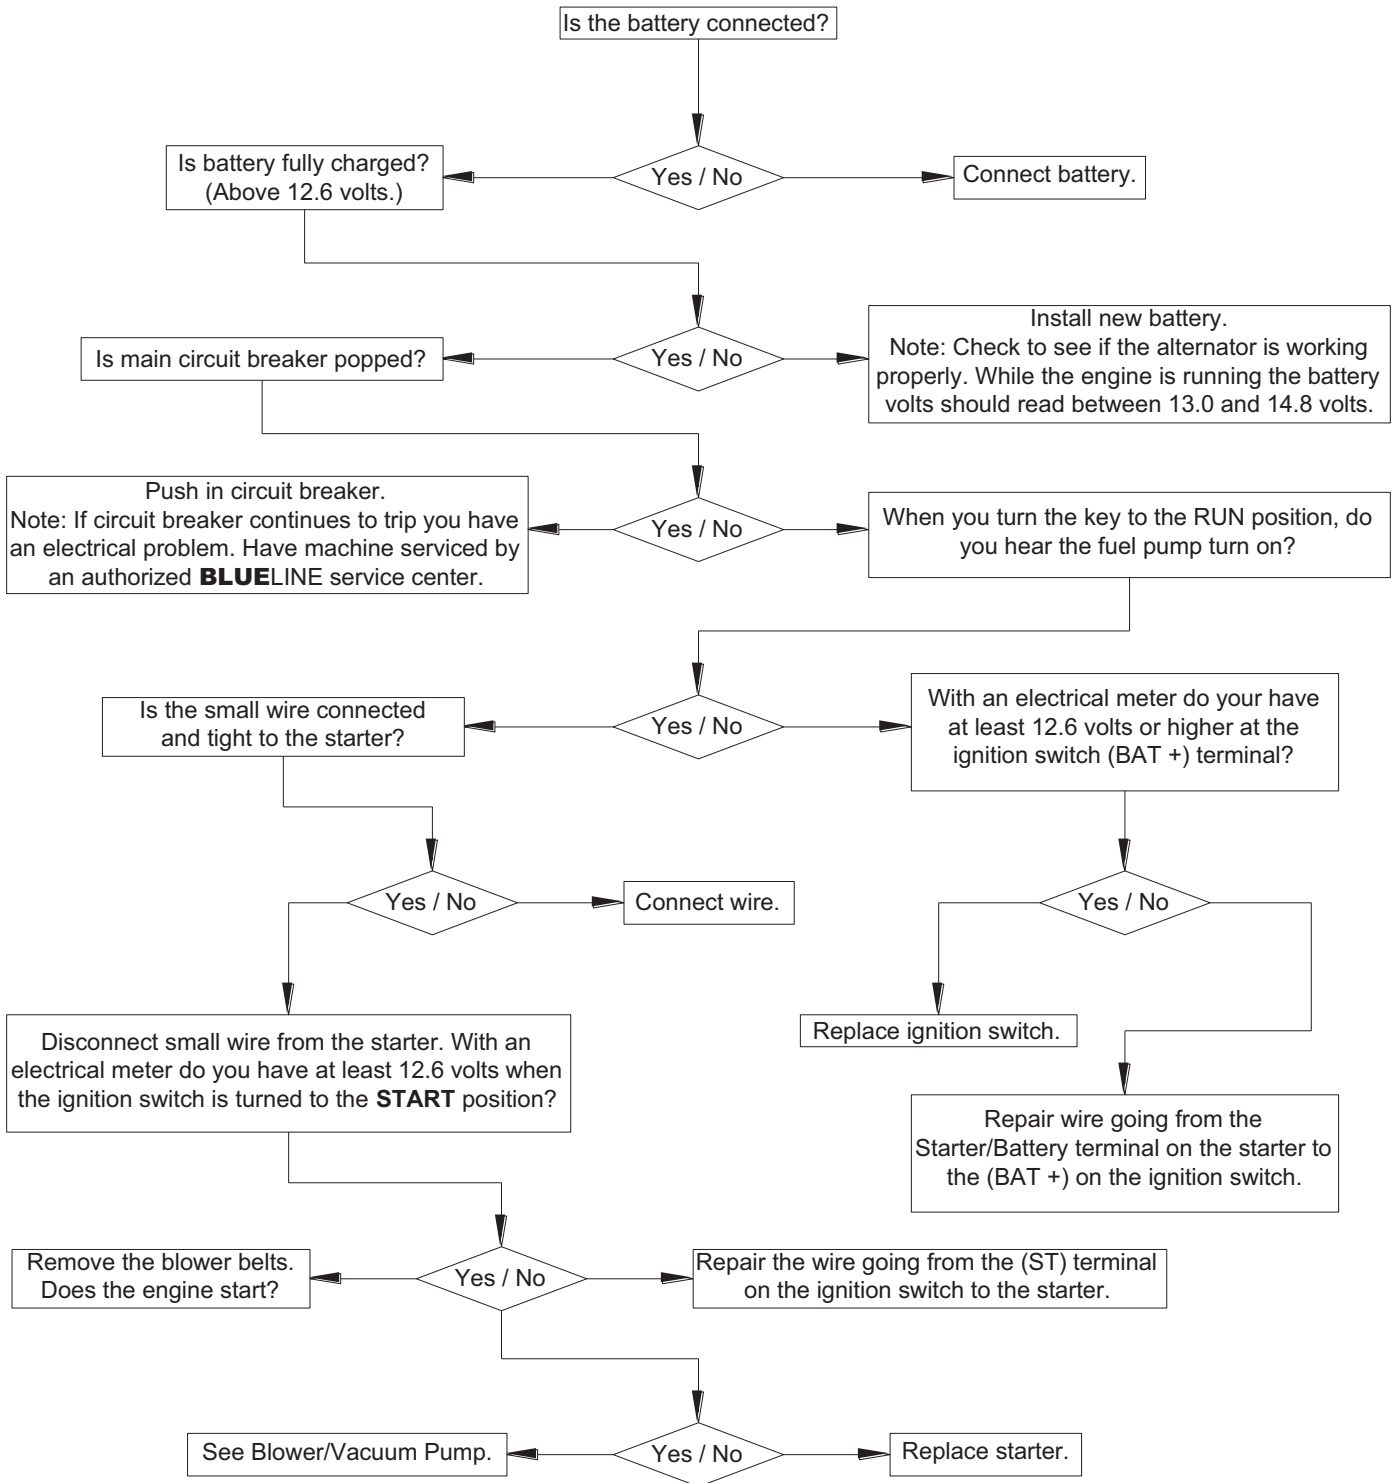 Is the battery connected?
Is battery fully charged?
(Above 12.6 volts.)
Yes / No
Connect battery.
Is main circuit breaker popped?
Yes / No
Install new battery.
Note: Check to see if the alternator is working
properly. While the engine is running the battery
volts should read between 13.0 and 14.8 volts.
Push in circuit breaker.
Note: If circuit breaker continues to trip you have
an electrical problem. Have machine serviced by
an authorized BLUELINE service center.
Yes / No
When you turn the key to the RUN position, do
you hear the fuel pump turn on?
Is the small wire connected
and tight to the starter?
Yes / No
With an electrical meter do your have
at least 12.6 volts or higher at the
ignition switch (BAT +) terminal?
Yes / No
Connect wire.
Yes / No
Replace ignition switch.
Disconnect small wire from the starter. With an
electrical meter do you have at least 12.6 volts when
the ignition switch is turned to the START position?
Repair wire going from the
Starter/Battery terminal on the starter to
the (BAT +) on the ignition switch.
Remove the blower belts.
Does the engine start?
Yes / No
Repair the wire going from the (ST) terminal
on the ignition switch to the starter.
See Blower/Vacuum Pump.
Yes / No
Replace starter.